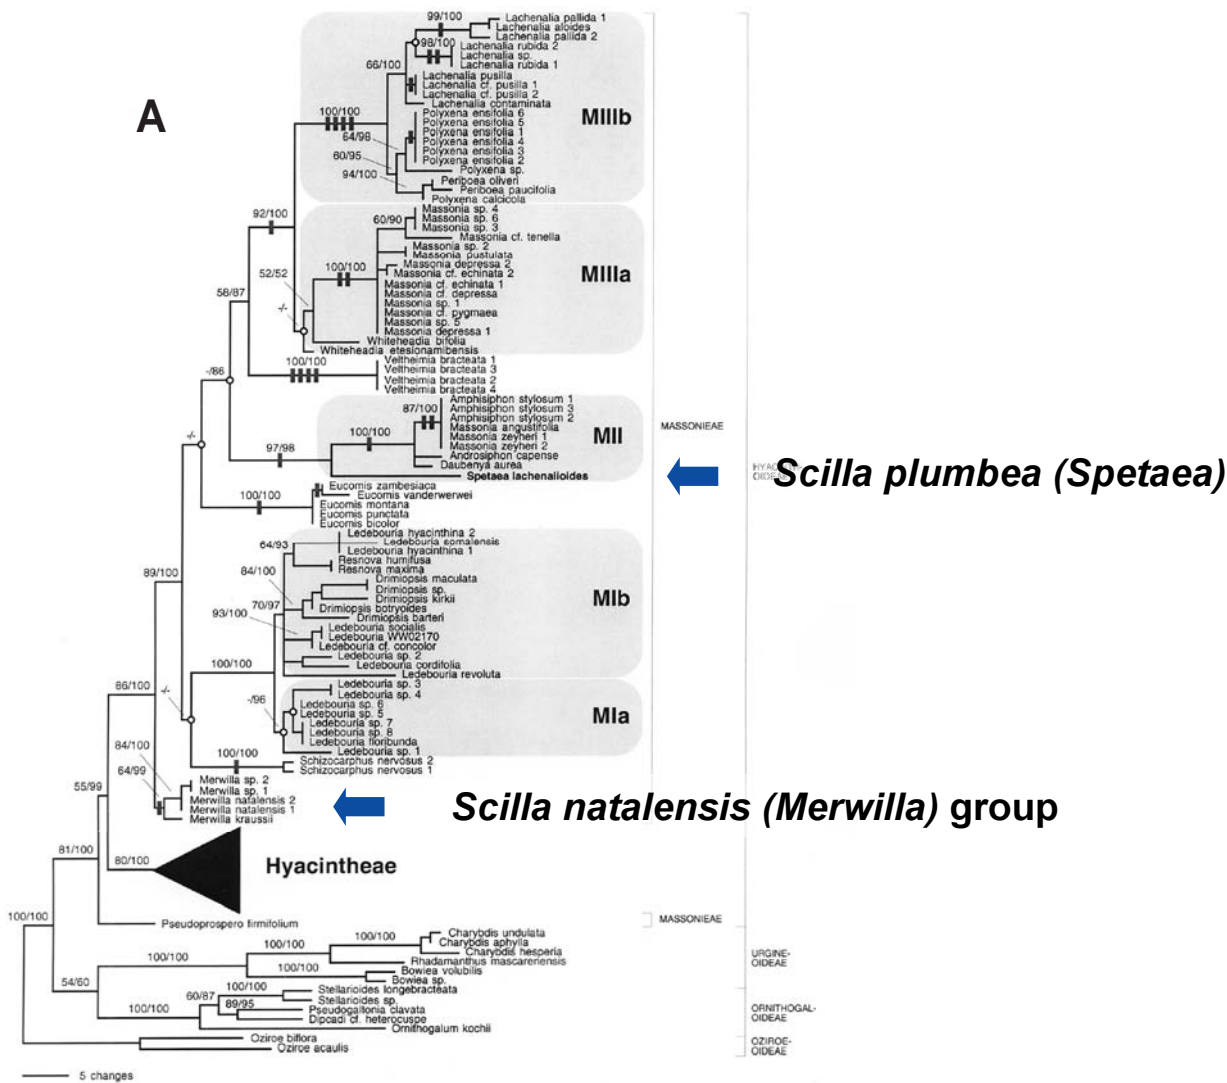 99/100
Lachenalia pallida 1
Lachenalia aloides
Lachenalia pallida 2
98/100
Lachenalia rubida 2
Lachenalia sp.
Lachenalia rubida 1
66/100
Lachenalia pusilla
Lachenalia cf. pusilla 1
Lachenalia cf. pusilla 2
Lachenalia contaminata
A
100/100
MIIIb
Polyxena ensifolia 6
Polyxena ensifolia 5
Polyxena ensifolia 1
Polyxena ensifolia 4
Polyxena ensifolia 3
Polyxena ensifolia 2
64/98
60/95
Polyxena sp.
94/100
Periboea oliveri
Periboea paucifolia
Polyxena calcicola
92/100
60/90
Massonia sp. 4
Massonia sp. 6
Massonia sp. 3
Massonia cf. tenella
Massonia sp. 2
Massonia pustulata
Massonia depressa 2
Massonia cf. echinata 2
52/52
100/100
MIIIa
Massonia cf. echinata 1
Massonia cf. depressa
Massonia sp. 1
Massonia cf. pygmaea
Massonia sp. 5
Massonia depressa 1
58/87
-/-
Whiteheadia bifolia
Whiteheadia etesionamibensis
100/100
Veltheimia bracteata 1
Veltheimia bracteata 3
Veltheimia bracteata 2
Veltheimia bracteata 4
-/86
87/100
Amphisiphon stylosum 1
Amphisiphon stylosum 3
Amphisiphon stylosum 2
Massonia angustifolia
Massonia zeyheri 1
Massonia zeyheri 2
MII
MASSONIEAE
-/-
97/98
100/100
Androsiphon capense
Daubenya aurea
Spetaea lachenalioides
Scilla plumbea (Spetaea)
OIDEAE
100/100
Eucomis zambesiaca
Eucomis vanderwerwei
Eucomis montana
Eucomis punctata
Eucomis bicolor
64/93
Ledebouria hyacinthina 2
Ledebouria somalensis
Ledebouria hyacinthina 1
Resnova humifusa
Resnova maxima
89/100
84/100
Drimiopsis maculata
Drimiopsis sp.
Drimiopsis kirkii
Drimiopsis botryoides
Drimiopsis barteri
MIb
93/100
70/97
Ledebouria socialis
Ledebouria WW02170
Ledebouria cf. concolor
Ledebouria sp. 2
Ledebouria cordifolia
Ledebouria revoluta
100/100
86/100
-/-
-/96
Ledebouria sp. 3
Ledebouria sp. 4
Ledebouria sp. 6
Ledebouria sp. 5
Ledebouria sp. 7
Ledebouria sp. 8
Ledebouria floribunda
Ledebouria sp. 1
MIa
100/100
Schizocarphus nervosus 2
Schizocarphus nervosus 1
84/100
64/99
55/99
Merwilla sp. 2
Merwilla sp. 1
Merwilla natalensis 2
Merwilla natalensis 1
Merwilla kraussii
Scilla natalensis (Merwilla) group
81/100
80/100
Hyacintheae
100/100
Pseudoprospero firmifolium
MASSONIEAE
100/100
100/100
100/100
Charybdis undulata
Charybdis aphylla
Charybdis hesperia
Rhadamanthus mascarenensis
100/100
Bowiea volubilis
Bowiea sp.
URGINE-
OIDEAE
54/60
100/100
60/87
100/100
89/95
Stellarioides longebracteata
Stellarioides sp.
Pseudogaltonia clavata
Dipcadi cf. heterocuspe
Ornithogalum kochii
ORNITHOGAL-
OIDEAE
Oziroe biflora
Oziroe acaulis
OZIROE-
OIDEAE
5 changes